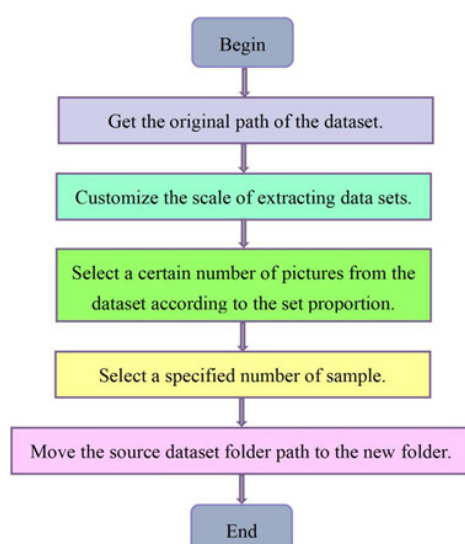 Begin
Get the original path of the dataset.
Customize the scale of extracting data sets.
Select a certain number of pictures from the
dataset according to the set proportion.
Select a specified number of sample.
Move the source dataset folder path to the new folder.
End